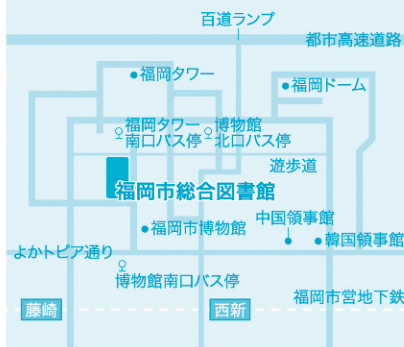 百道ランプ
都市高速道路
福岡タワー
福岡ドーム
福岡タワー
南口バス停
博物館
北口バス停
遊歩道
福岡市総合図書館
中国領事館
福岡市博物館
韓国領事館
よかトピア通り
博物館南口バス停
福岡市営地下鉄
藤崎
西新